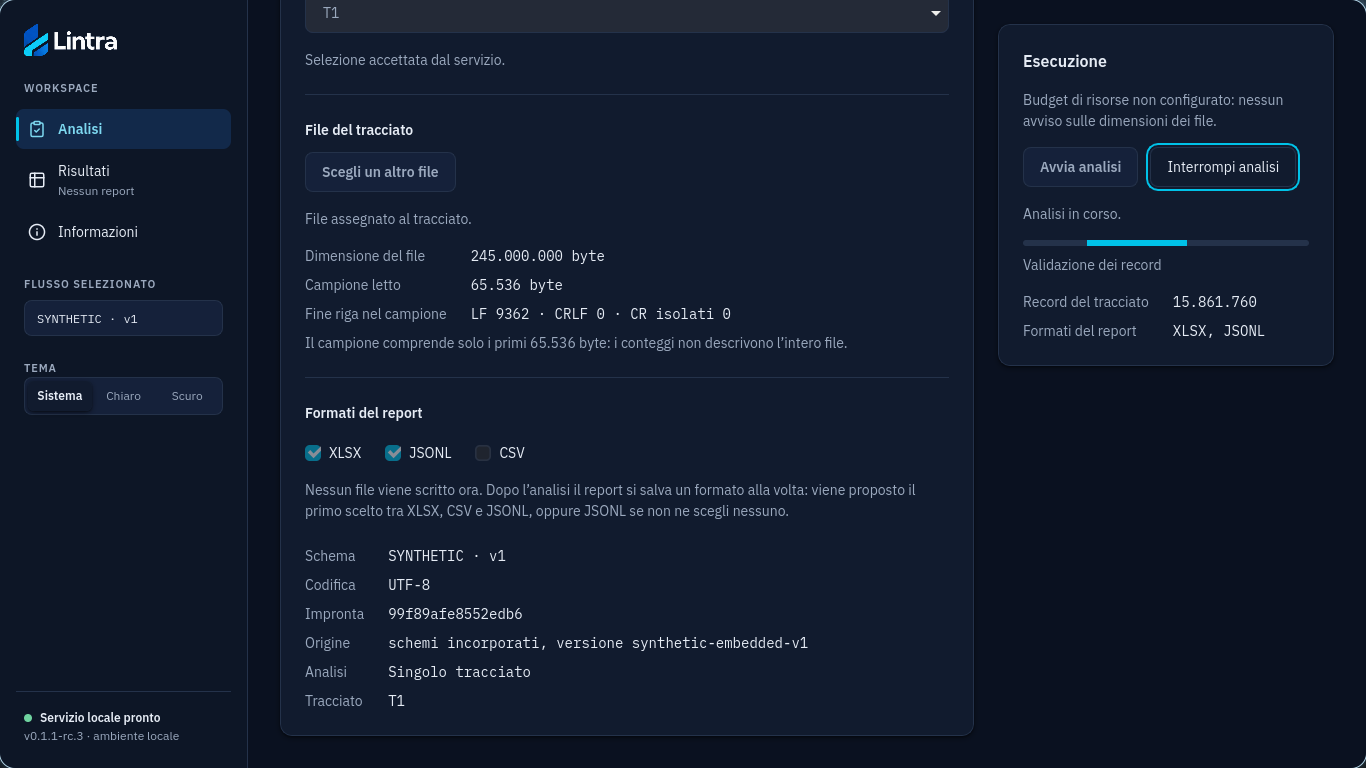 Lintra
WORKSPACE
Analisi
Risultati
Nessun report
Informazioni
FLUSSO SELEZIONATO
SYNTHETIC · v1
TEMA
Sistema
Chiaro
Scuro
Servizio locale pronto
v0.1.1-rc.3 · ambiente locale
T1
Selezione accettata dal servizio.
File del tracciato
Scegli un altro file
File assegnato al tracciato.
Dimensione del file 245.000.000 byte
Campione letto 65.536 byte
Fine riga nel campione LF 9362 · CRLF 0 · CR isolati 0
Il campione comprende solo i primi 65.536 byte: i conteggi non descrivono l’intero file.
Formati del report
XLSX JSONL CSV
Nessun file viene scritto ora. Dopo l’analisi il report si salva un formato alla volta: viene proposto il
primo scelto tra XLSX, CSV e JSONL, oppure JSONL se non ne scegli nessuno.
Schema SYNTHETIC · v1
Codifica UTF-8
Impronta 99f89afe8552edb6
Origine schemi incorporati, versione synthetic-embedded-v1
Analisi Singolo tracciato
Tracciato T1
Esecuzione
Budget di risorse non configurato: nessun
avviso sulle dimensioni dei file.
Avvia analisi Interrompi analisi
Analisi in corso.
Validazione dei record
Record del tracciato 15.861.760
Formati del report XLSX, JSONL